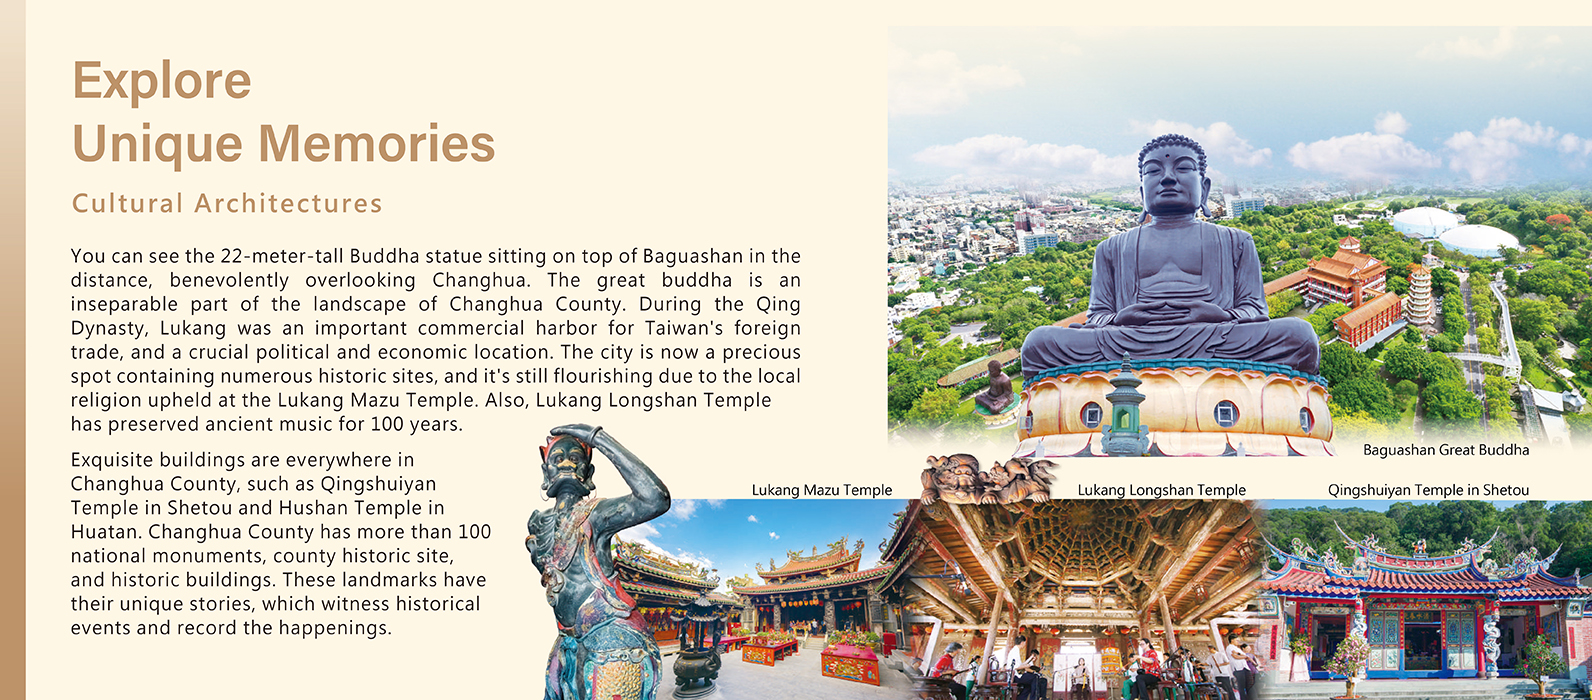 Explore
Unique Memories
Cultural Architectures
You can see the 22-meter-tall Buddha statue sitting on top of Baguashan in the
distance, benevolently overlooking Changhua. The great buddha is an
inseparable part of the landscape of Changhua County. During the Qing
Dynasty, Lukang was an important commercial harbor for Taiwan's foreign
trade, and a crucial political and economic location. The city is now a precious
spot containing numerous historic sites, and it's still flourishing due to the local
religion upheld at the Lukang Mazu Temple. Also, Lukang Longshan Temple
has preserved ancient music for 100 years.
Exquisite buildings are everywhere in
Changhua County, such as Qingshuiyan
Temple in Shetou and Hushan Temple in
Huatan. Changhua County has more than 100
national monuments, county historic site,
and historic buildings. These landmarks have
their unique stories, which witness historical
events and record the happenings.
Baguashan Great Buddha
Lukang Mazu Temple
Lukang Longshan Temple
Qingshuiyan Temple in Shetou